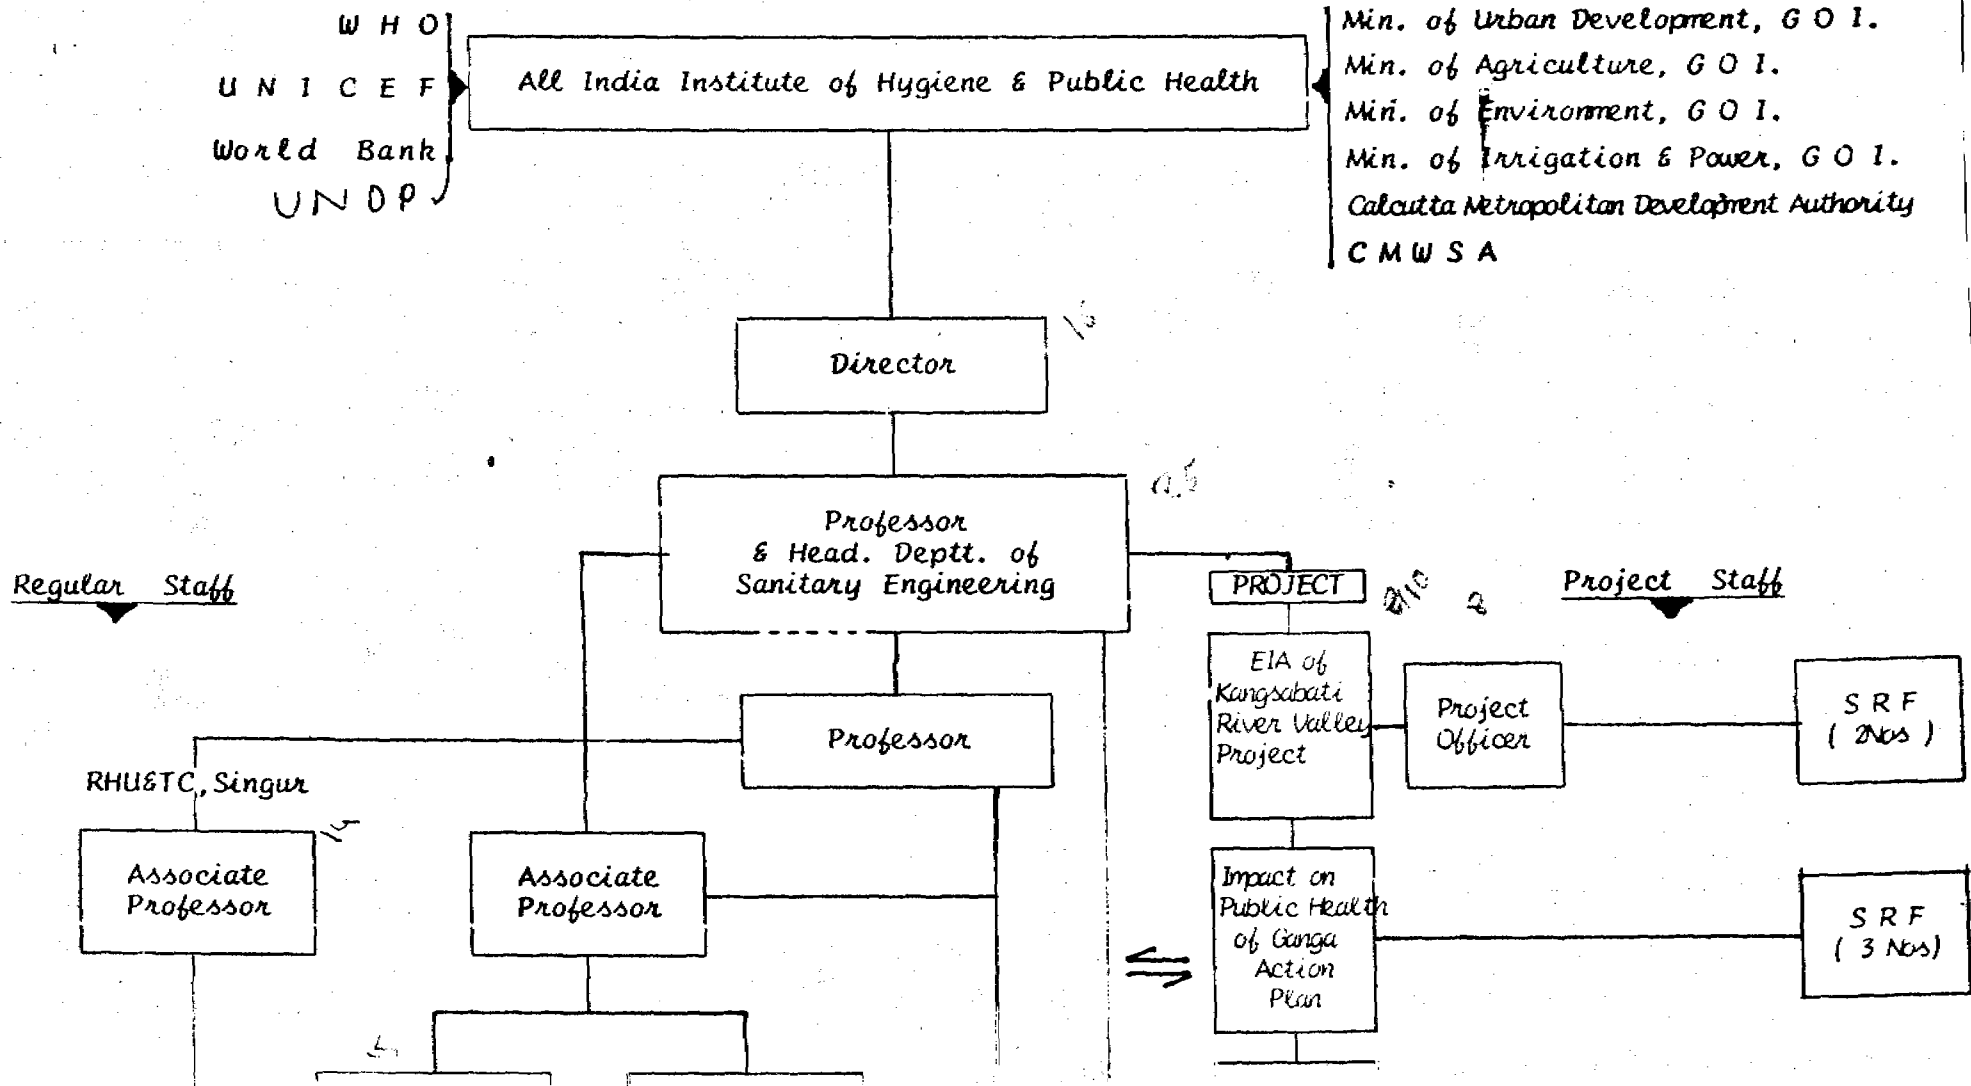 W H O
U N I C E F
World Bank
UNDP
All India Institute of Hygiene & Public Health
Min. of Urban Development, G O I.
Min. of Agriculture, G O I.
Min. of Environment, G O I.
Min. of Irrigation & Power, G O I.
Calcutta Metropolitan Development Authority
C M W S A
Director
Professor
& Head. Deptt. of
Sanitary Engineering
Regular Staff
PROJECT
Project Staff
EIA of
Kangsabati
River Valley
Project
Project
Officer
S R F
( 2Nos )
Professor
RHU&TC, Singur
Associate
Professor
Associate
Professor
Impact on
Public Health
of Ganga
Action
Plan
S R F
( 3 Nos)